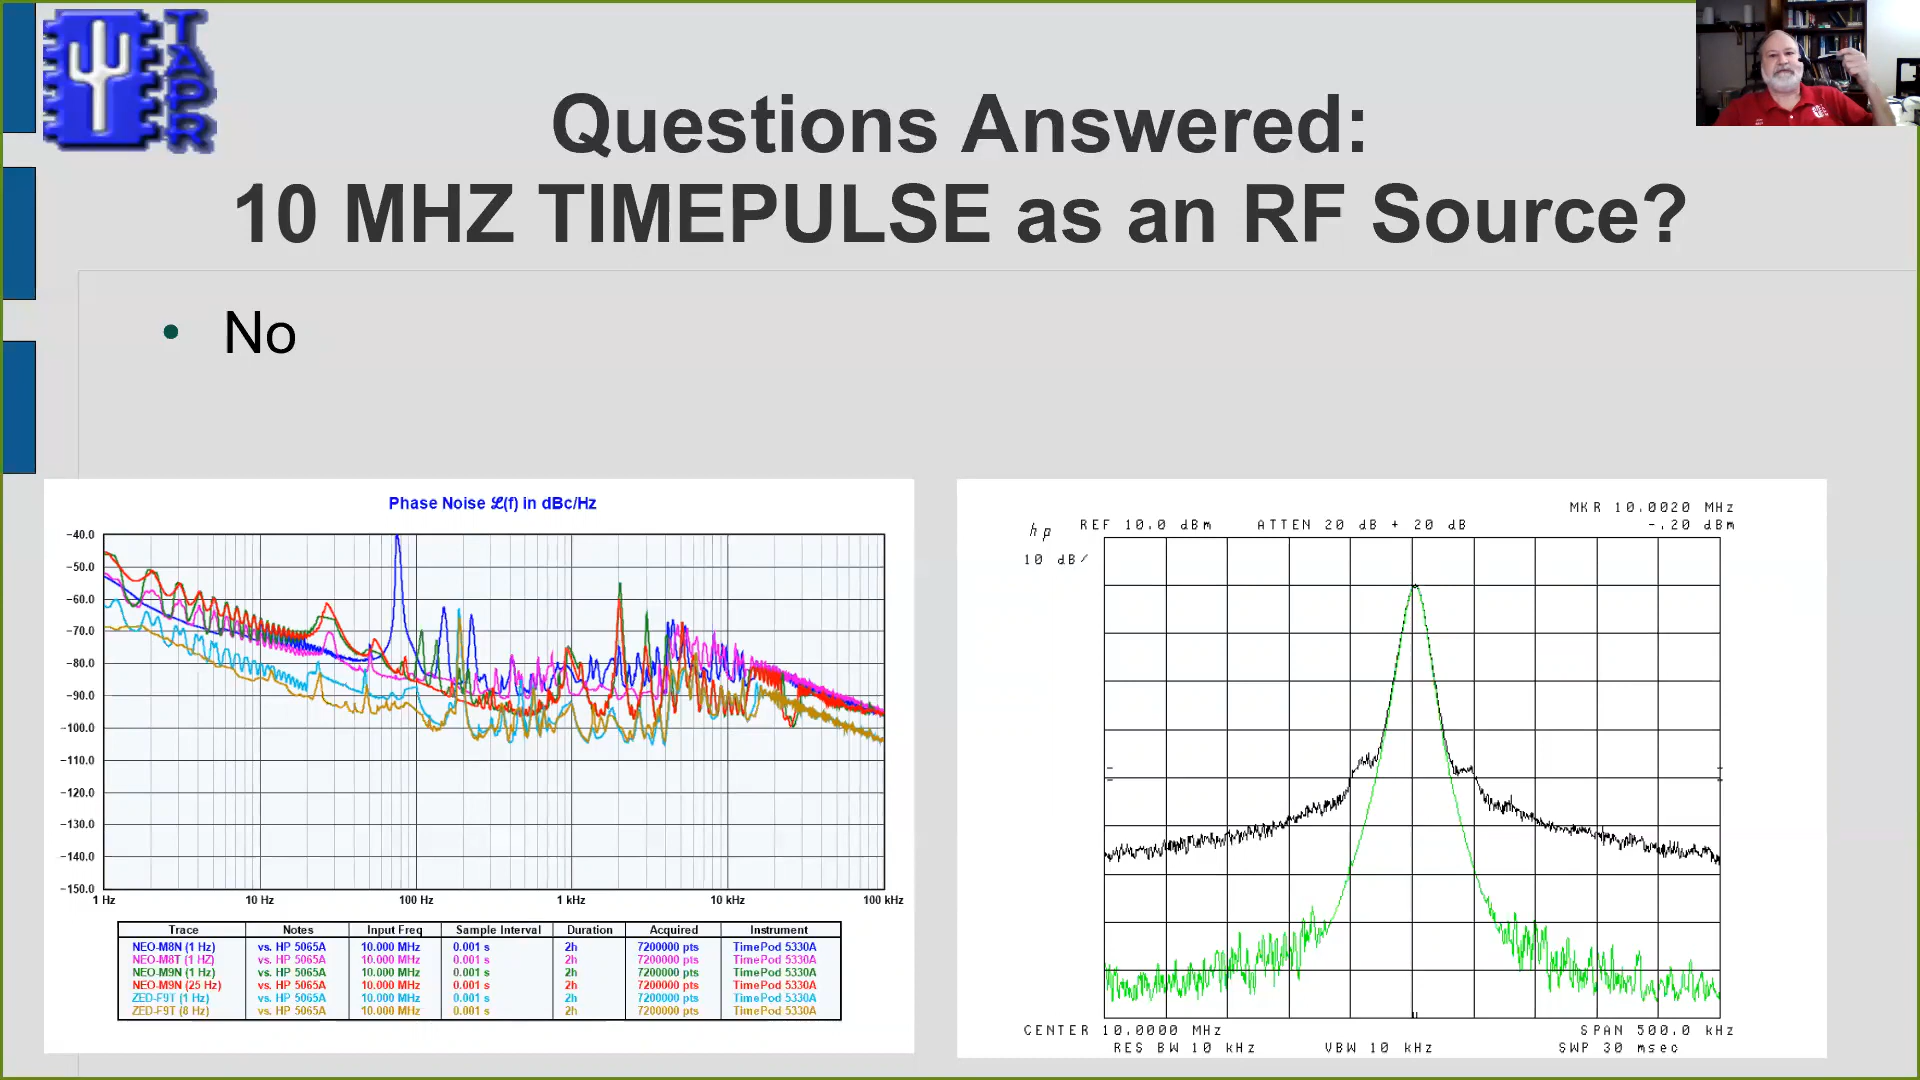 TAPR
Questions Answered:
10 MHZ TIMEPULSE as an RF Source?
• No
Phase Noise ℒ(f) in dBc/Hz
−40.0
−50.0
−60.0
−70.0
−80.0
−90.0
−100.0
−110.0
−120.0
−130.0
−140.0
−150.0
1 Hz 10 Hz 100 Hz 1 kHz 10 kHz 100 kHz
Trace Notes Input Freq Sample Interval Duration Acquired Instrument
NEO-M8N (1 Hz) vs. HP 5065A 10.000 MHz 0.001 s 2h 7200000 pts TimePod 5330A
NEO-M8T (1 HZ) vs. HP 5065A 10.000 MHz 0.001 s 2h 7200000 pts TimePod 5330A
NEO-M9N (1 Hz) vs. HP 5065A 10.000 MHz 0.001 s 2h 7200000 pts TimePod 5330A
NEO-M9N (25 Hz) vs. HP 5065A 10.000 MHz 0.001 s 2h 7200000 pts TimePod 5330A
ZED-F9T (1 Hz) vs. HP 5065A 10.000 MHz 0.001 s 2h 7200000 pts TimePod 5330A
ZED-F9T (8 Hz) vs. HP 5065A 10.000 MHz 0.001 s 2h 7200000 pts TimePod 5330A
MKR 10.0020 MHz
hp REF 10.0 dBm ATTEN 20 dB + 20 dB -.20 dBm
10 dB/
CENTER 10.0000 MHz SPAN 500.0 kHz
RES BW 10 kHz VBW 10 kHz SWP 30 msec